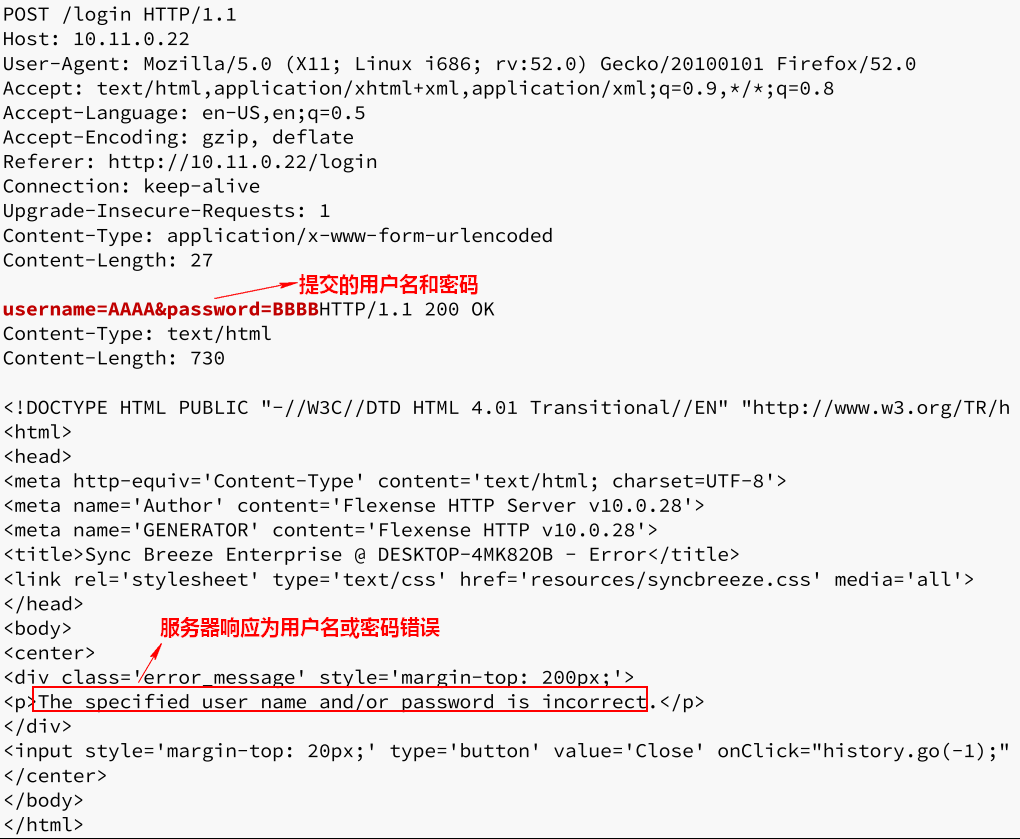 POST /login HTTP/1.1
Host: 10.11.0.22
User-Agent: Mozilla/5.0 (X11; Linux i686; rv:52.0) Gecko/20100101 Firefox/52.0
Accept: text/html,application/xhtml+xml,application/xml;q=0.9,*/*;q=0.8
Accept-Language: en-US,en;q=0.5
Accept-Encoding: gzip, deflate
Referer: http://10.11.0.22/login
Connection: keep-alive
Upgrade-Insecure-Requests: 1
Content-Type: application/x-www-form-urlencoded
Content-Length: 27
提交的用户名和密码
username=AAAA&password=BBBBHTTP/1.1 200 OK
Content-Type: text/html
Content-Length: 730
<!DOCTYPE HTML PUBLIC "-//W3C//DTD HTML 4.01 Transitional//EN" "http://www.w3.org/TR/h
<html>
<head>
<meta http-equiv='Content-Type' content='text/html; charset=UTF-8'>
<meta name='Author' content='Flexense HTTP Server v10.0.28'>
<meta name='GENERATOR' content='Flexense HTTP v10.0.28'>
<title>Sync Breeze Enterprise @ DESKTOP-4MK82OB - Error</title>
<link rel='stylesheet' type='text/css' href='resources/syncbreeze.css' media='all'>
</head>
<body>
服务器响应为用户名或密码错误
<center>
<div class='error_message' style='margin-top: 200px;'>
<p>The specified user name and/or password is incorrect.</p>
</div>
<input style='margin-top: 20px;' type='button' value='Close' onClick="history.go(-1);"
</center>
</body>
</html>